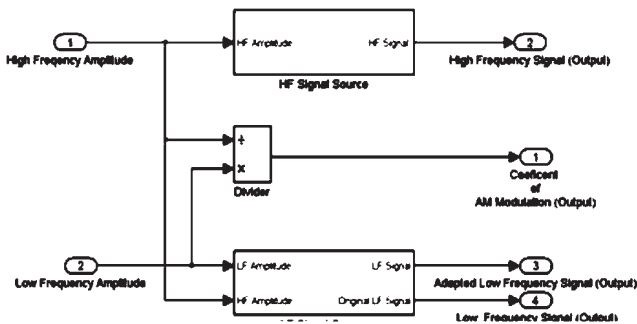 1
High Freqency Amplitude
HF Amplitude
HF Signal
HF Signal Source
2
High Frequency Signal (Output)
÷
×
Divider
1
Coeficent
of
AM Modulation (Output)
2
Low Frequency Amplitude
LF Amplitude
HF Amplitude
LF Signal
Original LF Signal
3
Adapted Low Frequency Signal (Output)
4
Low Frequency Signal (Output)